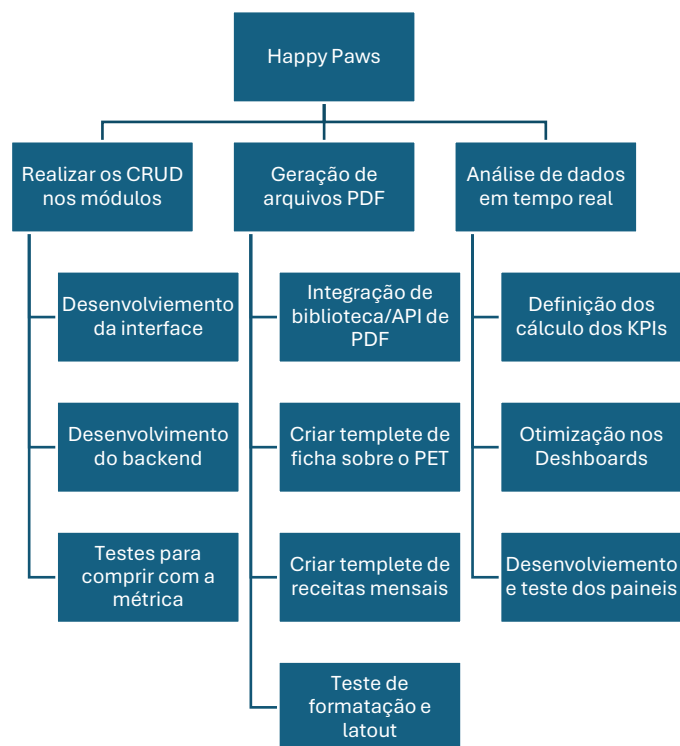 Happy Paws
Realizar os CRUD
nos módulos
Geração de
arquivos PDF
Análise de dados
em tempo real
Desenvolviemento
da interface
Desenvolvimento
do backend
Testes para
comprir com a
métrica
Integração de
biblioteca/API de
PDF
Criar templete de
ficha sobre o PET
Criar templete de
receitas mensais
Teste de
formatação e
latout
Definição dos
cálculo dos KPIs
Otimização nos
Deshboards
Desenvolviemento
e teste dos paineis